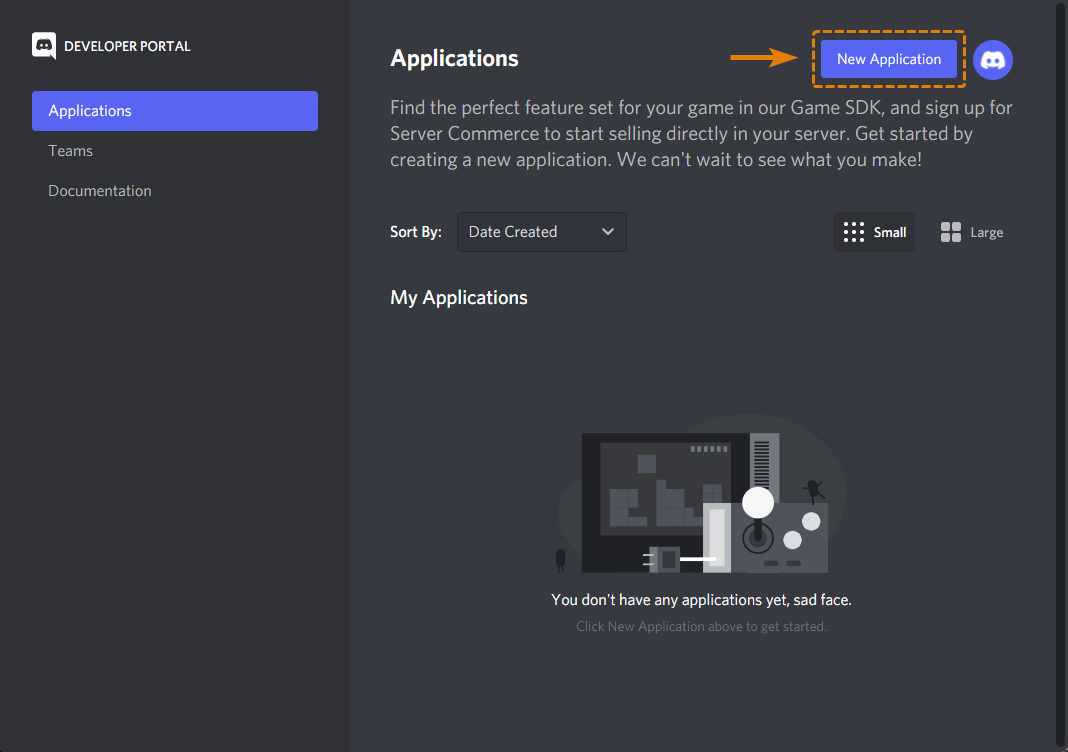 DEVELOPER PORTAL
Applications
Teams
Documentation
Applications
New Application
Find the perfect feature set for your game in our Game SDK, and sign up for
Server Commerce to start selling directly in your server. Get started by
creating a new application. We can't wait to see what you make!
Sort By:
Date Created
Small
Large
My Applications
You don't have any applications yet, sad face.
Click New Application above to get started.